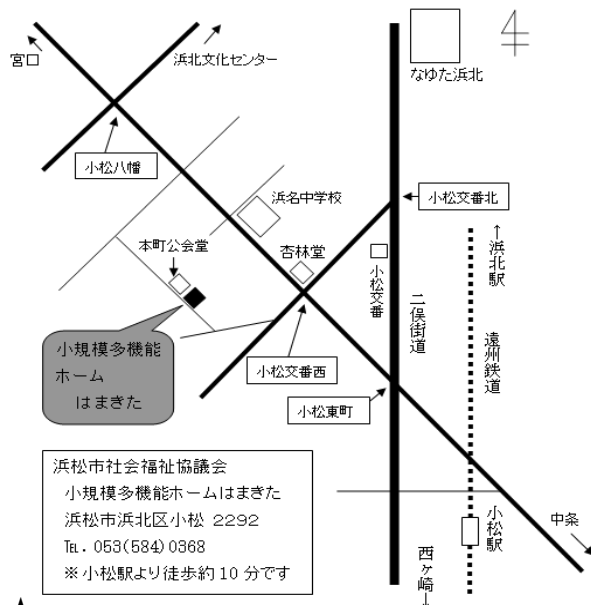 宮口
浜北文化センター
なゆた浜北
小松八幡
浜名中学校
小松交番北
本町公会堂
杏林堂
小松交番
↑浜北駅
二俣街道
遠州鉄道
小規模多機能
ホーム
はまきた
小松交番西
小松東町
浜松市社会福祉協議会
小規模多機能ホームはまきた
浜松市浜北区小松 2292
℡. 053(584)0368
※小松駅より徒歩約10分です
小松駅
中条
西ヶ崎→